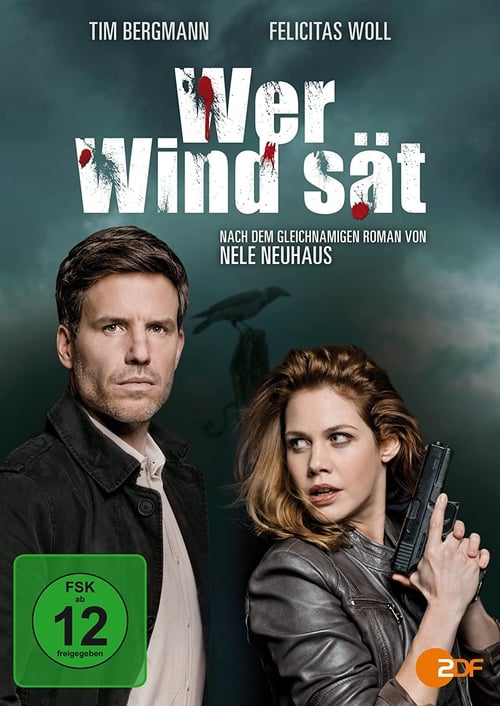 TIM BERGMANN FELICITAS WOLL
Wer
Wind sät
NACH DEM GLEICHNAMIGEN ROMAN VON
NELE NEUHAUS
FSK
ab
12
freigegeben
ZDF